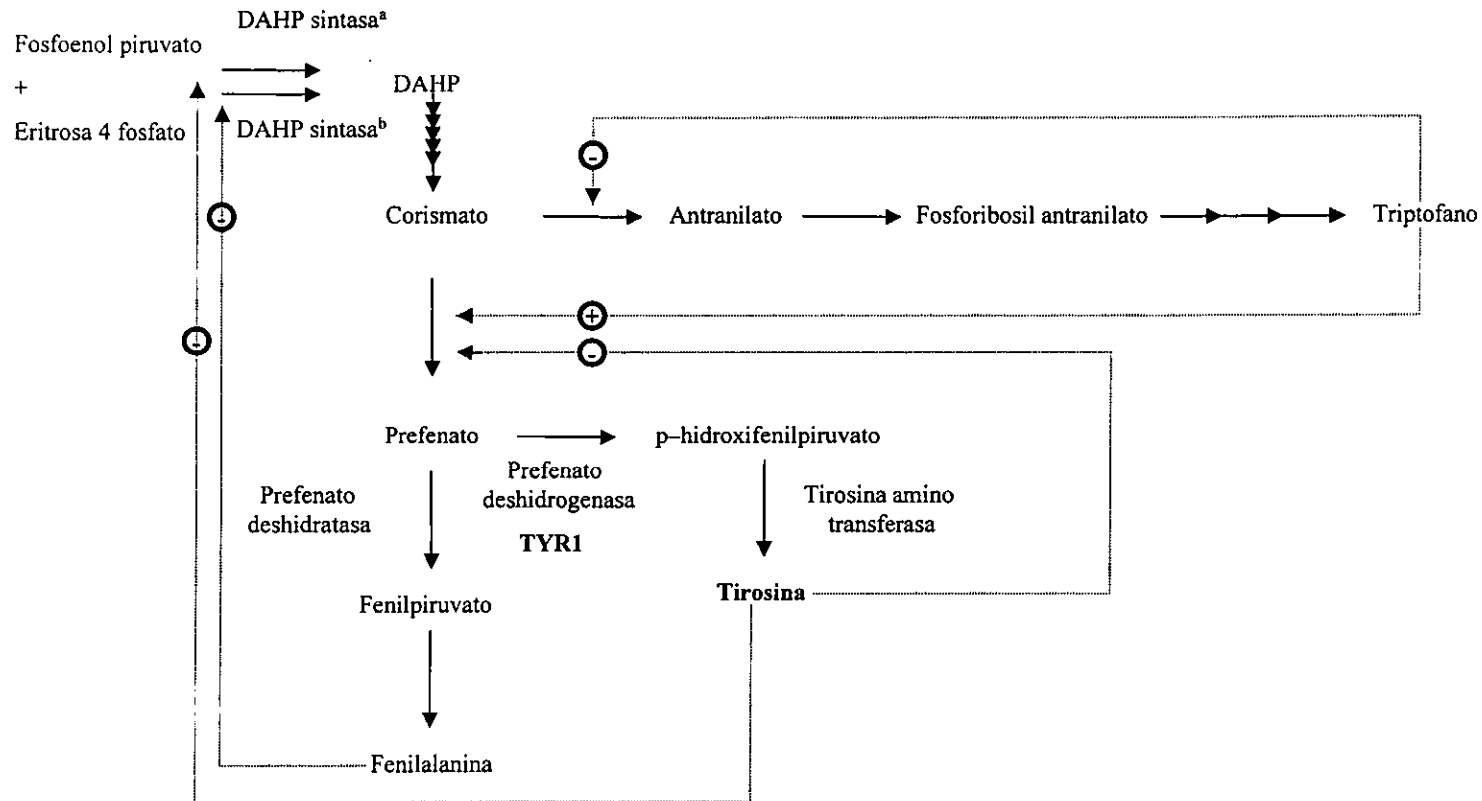 DAHP sintasaᵃ
Fosfoenol piruvato
+
Eritrosa 4 fosfato
DAHP
DAHP sintasaᵇ
-
-
-
Corismato
Antranilato
Fosforibosil antranilato
Triptofano
+
-
Prefenato
p–hidroxifenilpiruvato
Prefenato
deshidratasa
Prefenato
deshidrogenasa
TYR1
Tirosina amino
transferasa
Fenilpiruvato
Tirosina
Fenilalanina